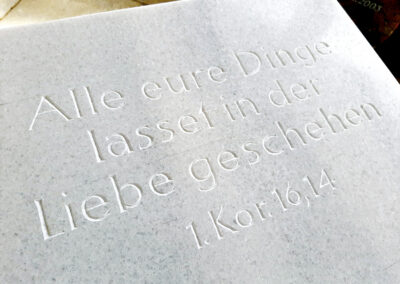 Alle eure Dinge
lasset in der
Liebe geschehen
1. Kor. 16,14